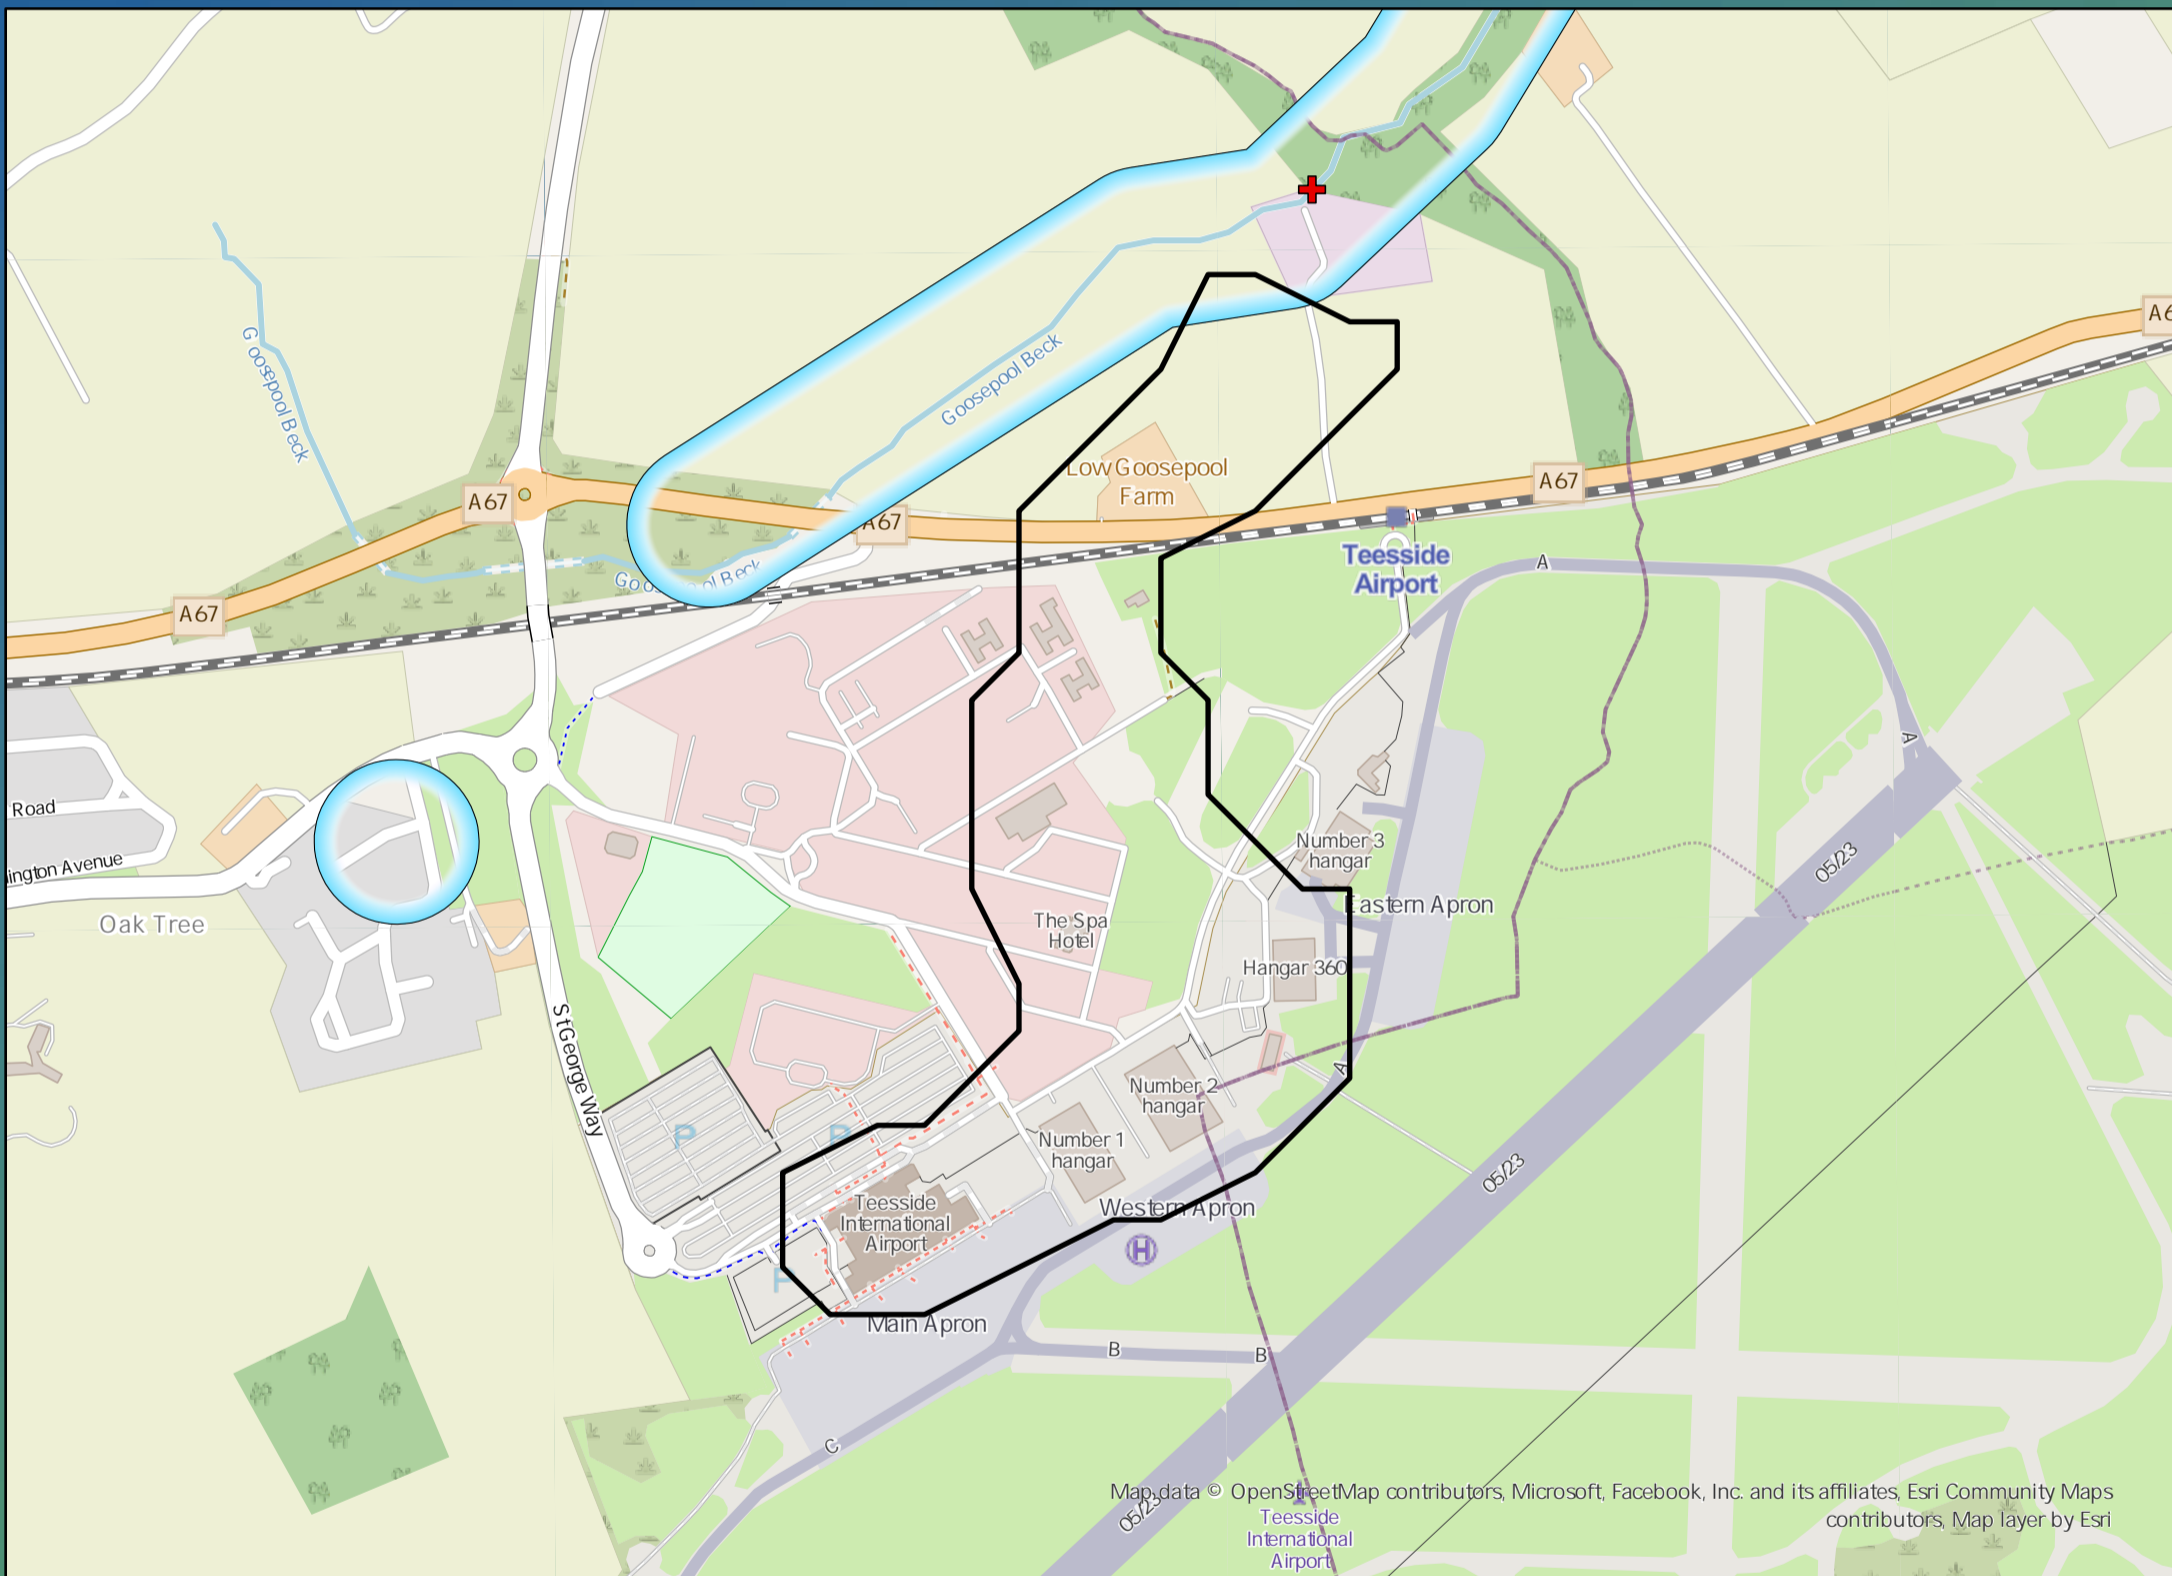 A6
Goosepool Beck
Goosepool Beck
Low Goosepool
Farm
A67
A67
A67
A67
Teesside
Airport
A
A
Road
ington Avenue
Oak Tree
Number 3
hangar
Eastern Apron
05/23
The Spa
Hotel
Hangar 360
St George Way
A
Number 2
hangar
P
P
Number 1
hangar
Teesside
International
Airport
Western Apron
H
05/23
P
Main Apron
B
B
C
05/23
Map data © OpenStreetMap contributors, Microsoft, Facebook, Inc. and its affiliates, Esri Community Maps
contributors, Map layer by Esri
Teesside
International
Airport